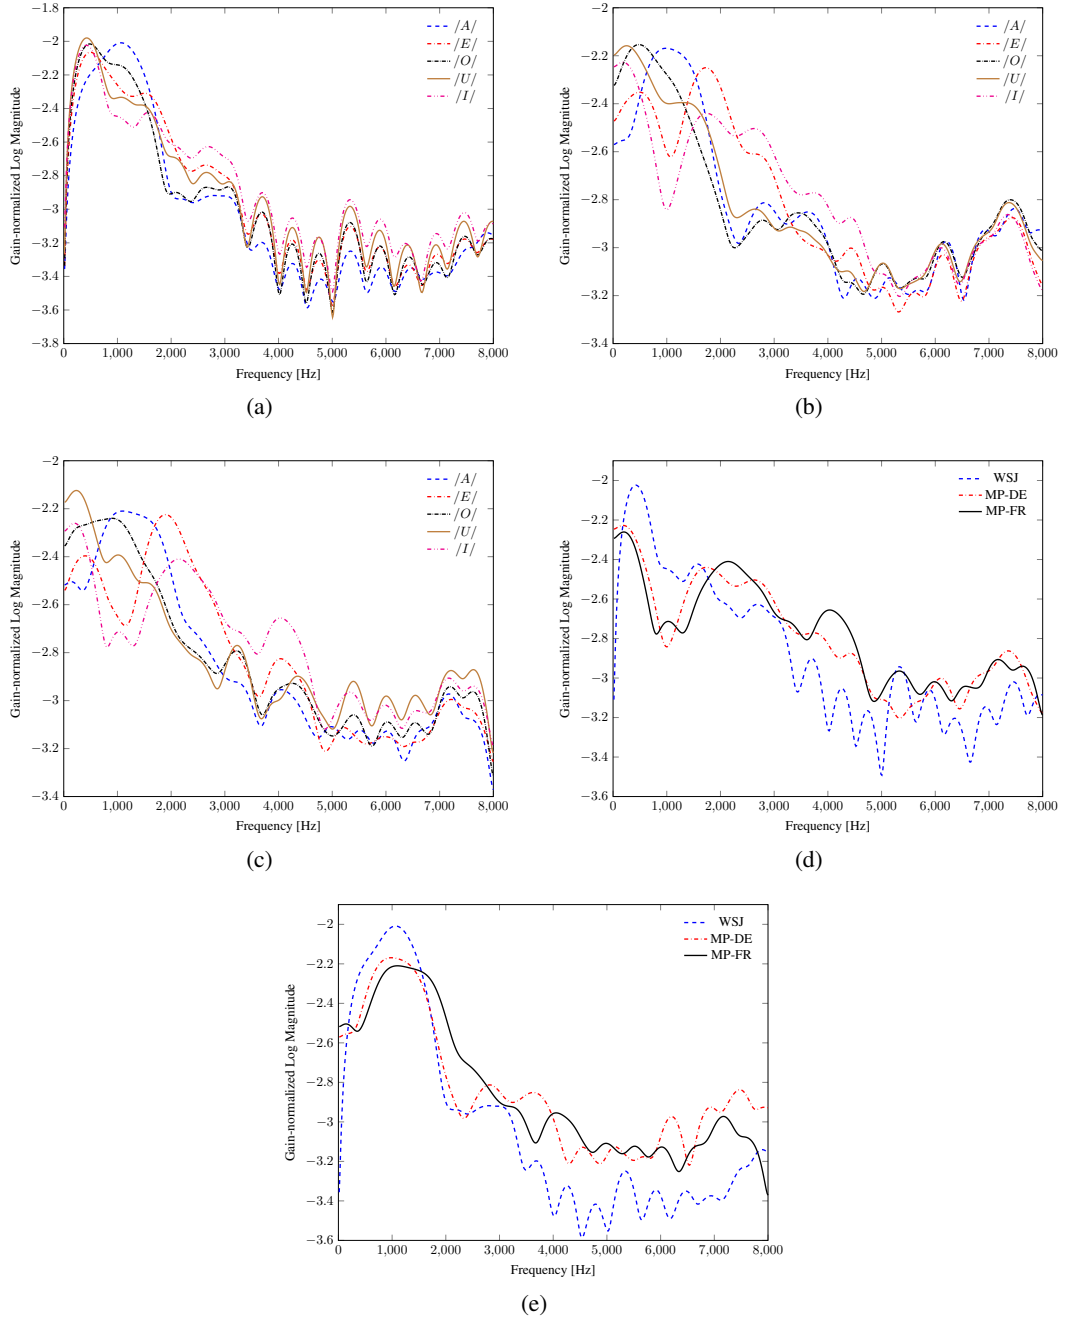 −1.8
−2
−2.2
−2.4
−2.6
−2.8
−3
−3.2
−3.4
−3.6
−3.8
0 1,000 2,000 3,000 4,000 5,000 6,000 7,000 8,000
Frequency [Hz]
Gain-normalized Log Magnitude
/A/
/E/
/O/
/U/
/I/
(a)
−2
−2.2
−2.4
−2.6
−2.8
−3
−3.2
−3.4
0 1,000 2,000 3,000 4,000 5,000 6,000 7,000 8,000
Frequency [Hz]
Gain-normalized Log Magnitude
/A/
/E/
/O/
/U/
/I/
(b)
−2
−2.2
−2.4
−2.6
−2.8
−3
−3.2
−3.4
0 1,000 2,000 3,000 4,000 5,000 6,000 7,000 8,000
Frequency [Hz]
Gain-normalized Log Magnitude
/A/
/E/
/O/
/U/
/I/
(c)
−2
−2.2
−2.4
−2.6
−2.8
−3
−3.2
−3.4
−3.6
0 1,000 2,000 3,000 4,000 5,000 6,000 7,000 8,000
Frequency [Hz]
Gain-normalized Log Magnitude
WSJ
MP-DE
MP-FR
(d)
−2
−2.2
−2.4
−2.6
−2.8
−3
−3.2
−3.4
−3.6
0 1,000 2,000 3,000 4,000 5,000 6,000 7,000 8,000
Frequency [Hz]
Gain-normalized Log Magnitude
WSJ
MP-DE
MP-FR
(e)